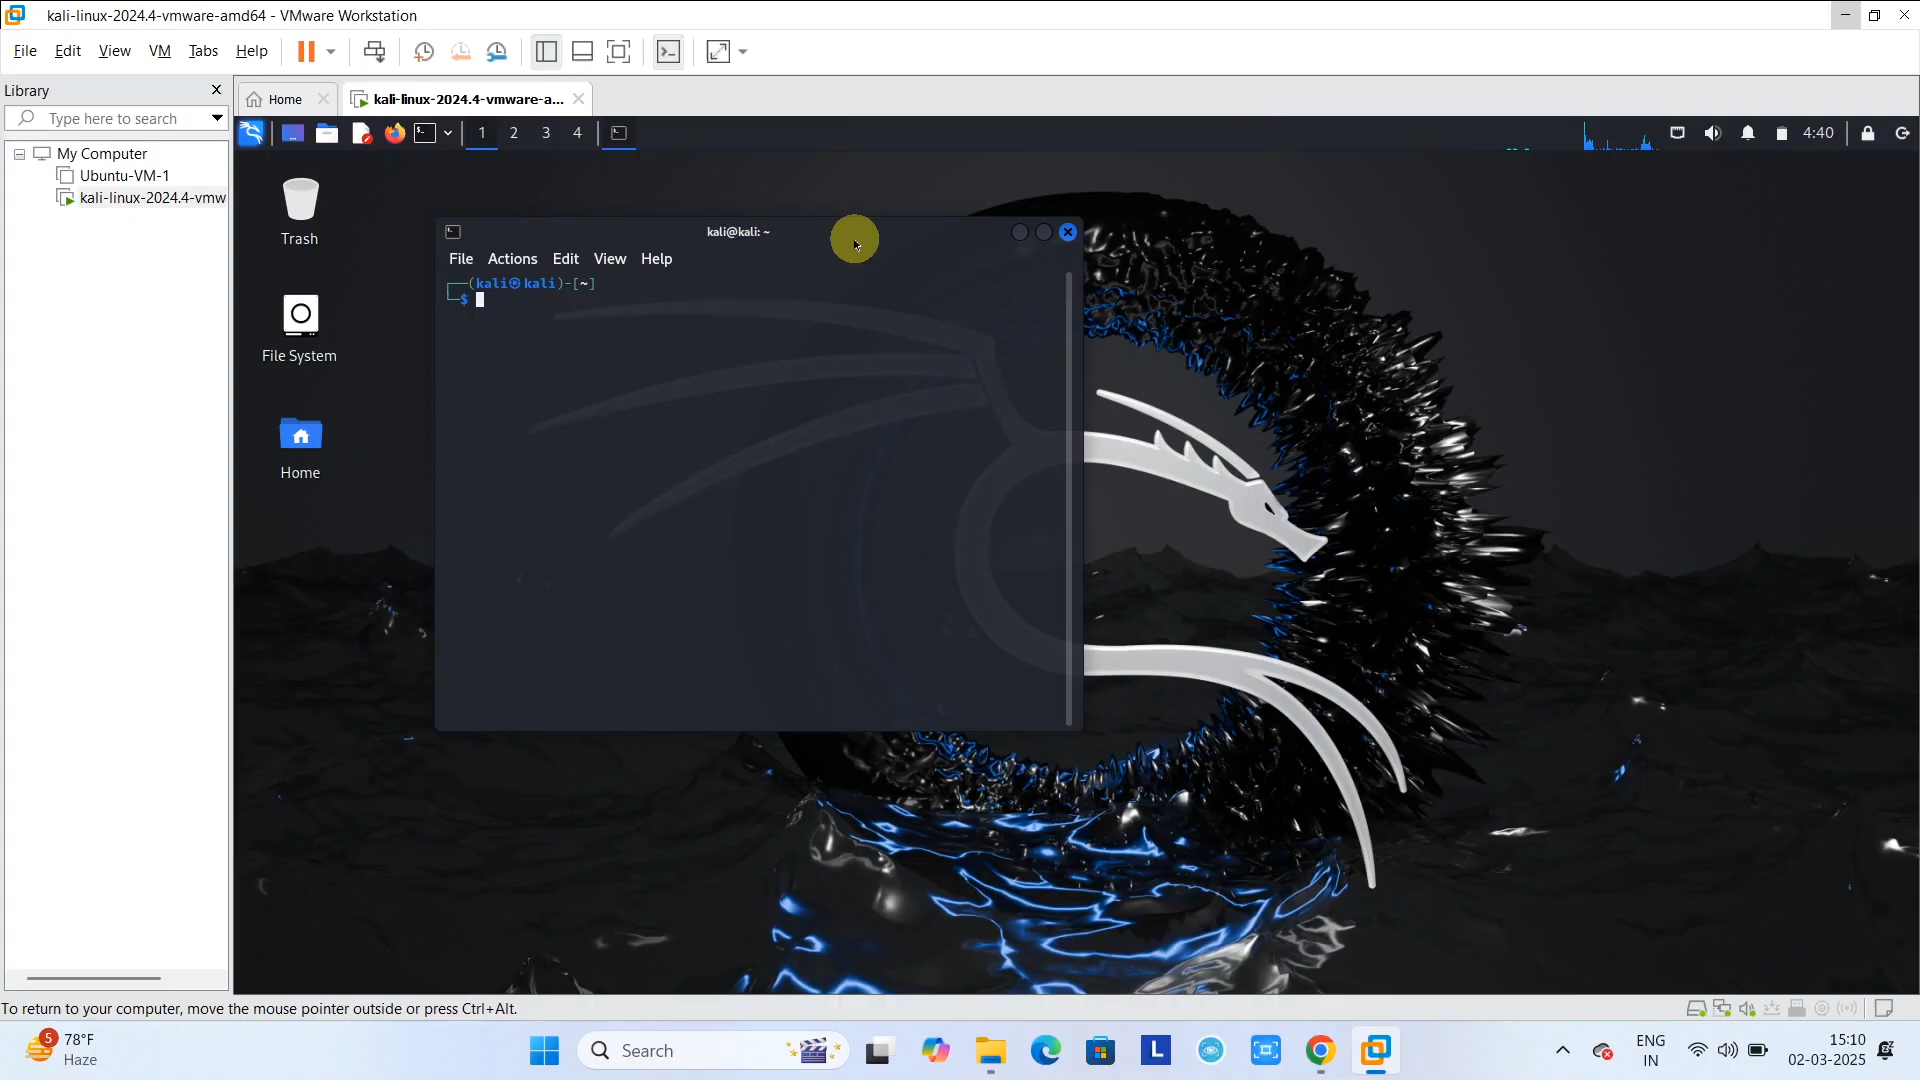 kali-linux-2024.4-vmware-amd64 - VMware Workstation
File Edit View VM Tabs Help
Library
Type here to search
My Computer
Ubuntu-VM-1
kali-linux-2024.4-vmw
Home
kali-linux-2024.4-vmware-a...
1 2 3 4
4:40
Trash
File System
Home
kali@kali: ~
File Actions Edit View Help
┌──(kali㉿kali)-[~]
└─$
To return to your computer, move the mouse pointer outside or press Ctrl+Alt.
5
78°F
Haze
Search
L
ENG
IN
15:10
02-03-2025